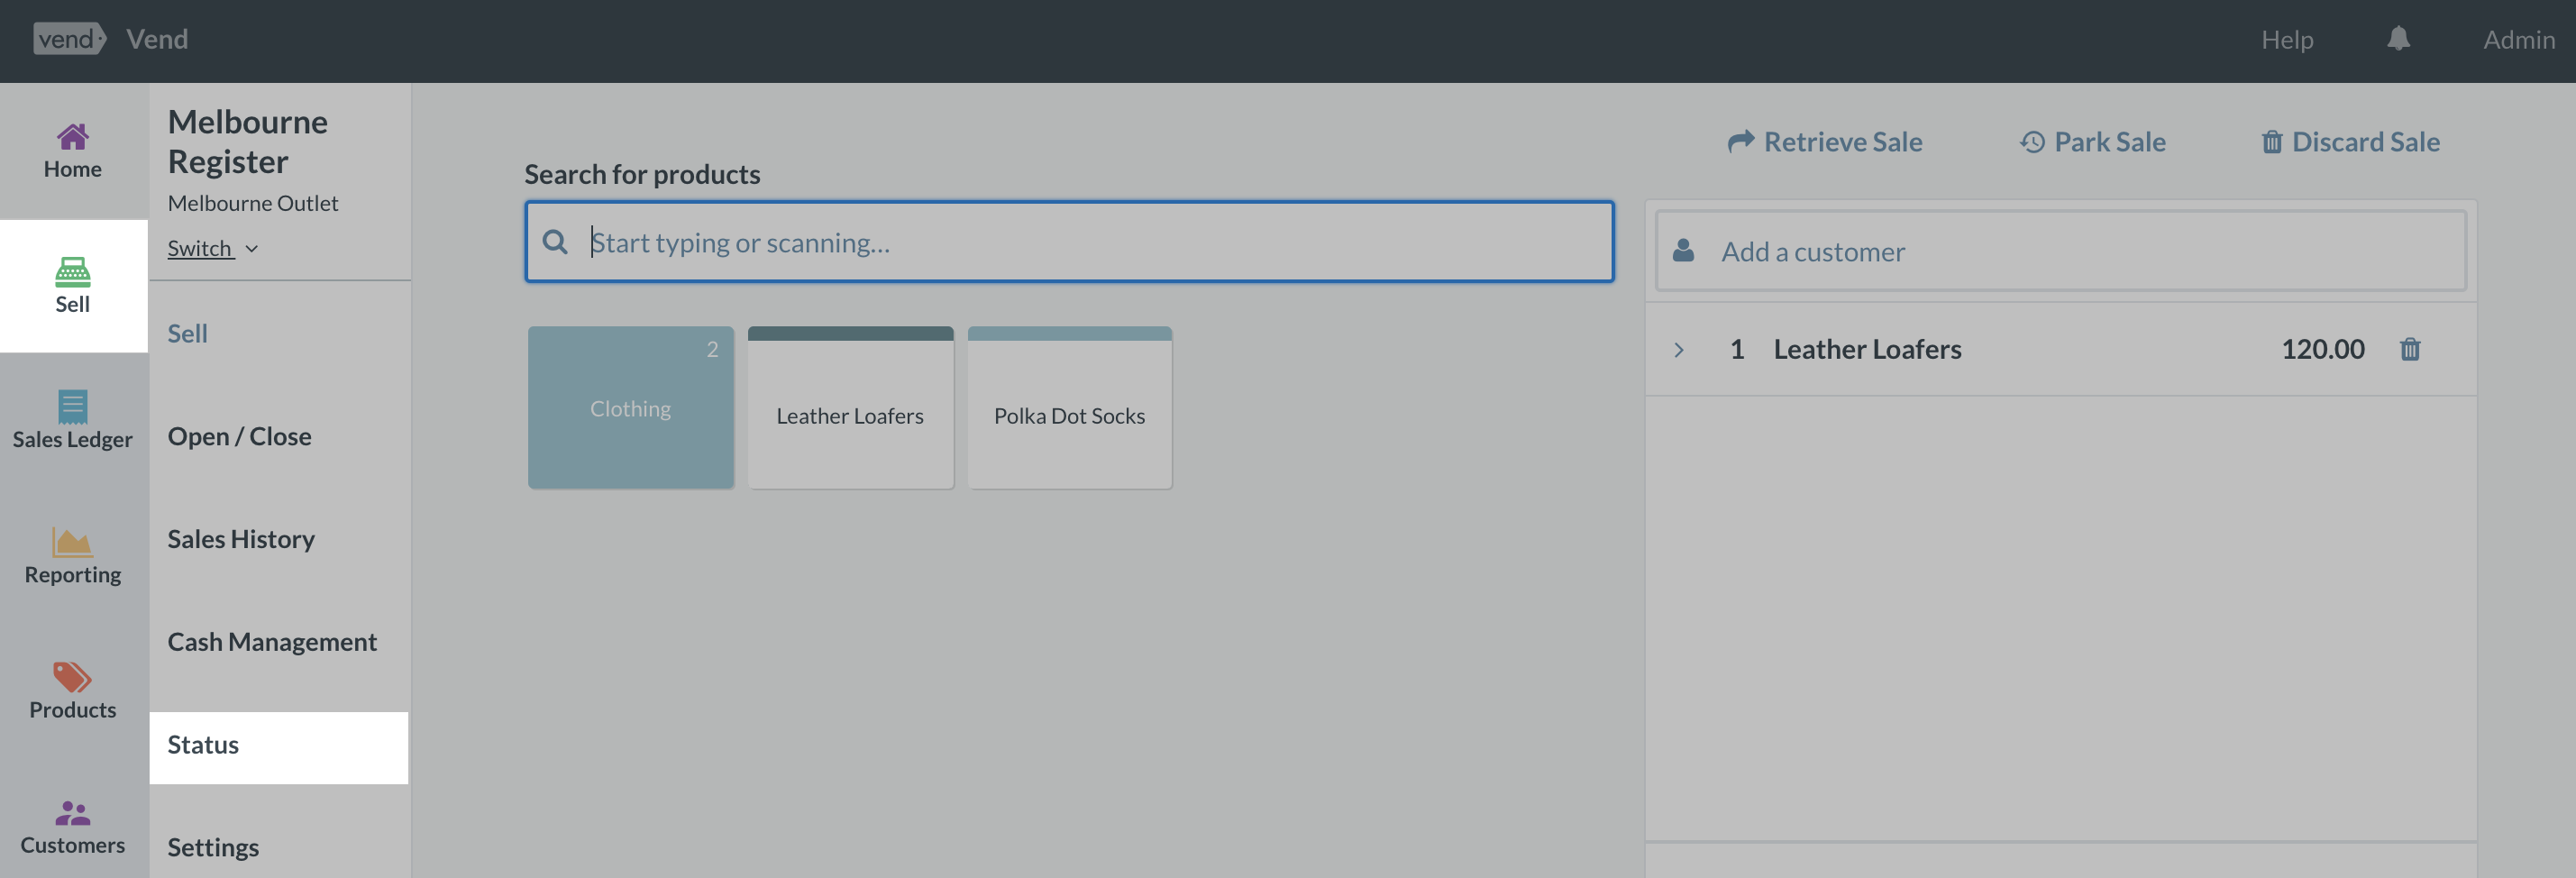 vend
Vend
Help
Admin
Home
Sell
Sales Ledger
Reporting
Products
Customers
Melbourne
Register
Melbourne Outlet
Switch
Sell
Open / Close
Sales History
Cash Management
Status
Settings
Search for products
Start typing or scanning...
2
Clothing
Leather Loafers
Polka Dot Socks
Retrieve Sale
Park Sale
Discard Sale
Add a customer
1 Leather Loafers 120.00